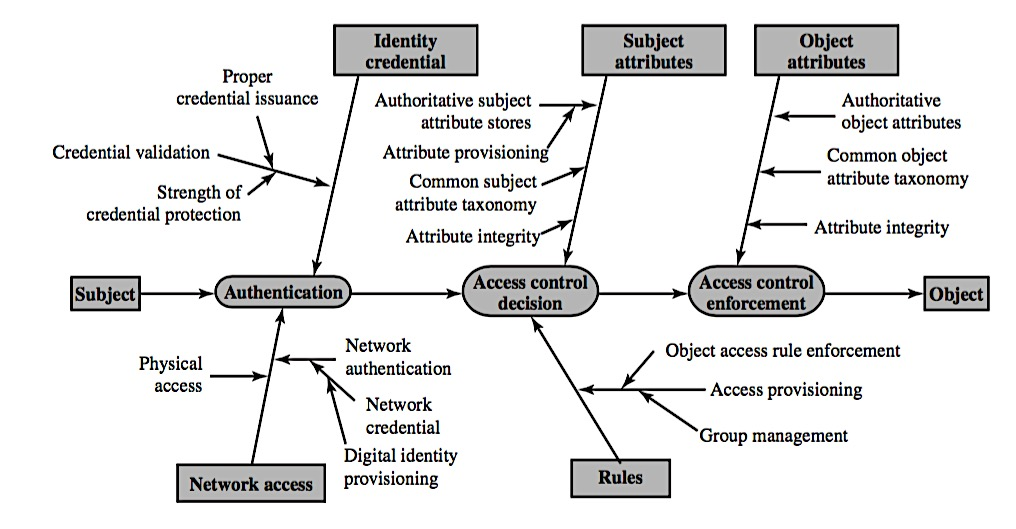 Identity
credential
Subject
attributes
Object
attributes
Proper
credential issuance
Credential validation
Strength of
credential protection
Authoritative subject
attribute stores
Attribute provisioning
Common subject
attribute taxonomy
Attribute integrity
Authoritative
object attributes
Common object
attribute taxonomy
Attribute integrity
Subject
Authentication
Access control
decision
Access control
enforcement
Object
Physical
access
Network
authentication
Network
credential
Digital identity
provisioning
Network access
Object access rule enforcement
Access provisioning
Group management
Rules